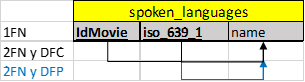 spoken_languages
1FN IdMovie iso_639_1 name
2FN y DFC
2FN y DFP